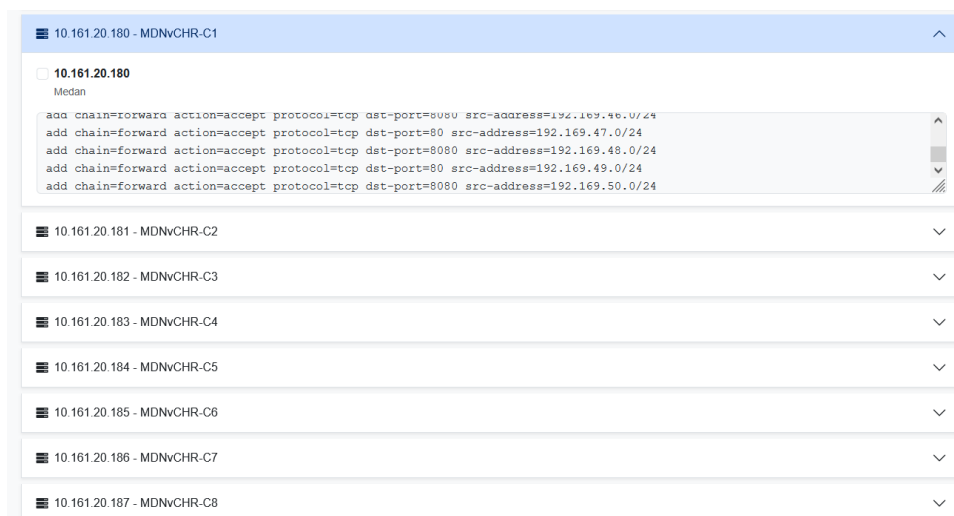 10.161.20.180 - MDNvCHR-C1
10.161.20.180
Medan
add chain=forward action=accept protocol=tcp dst-port=8080 src-address=192.169.46.0/24
add chain=forward action=accept protocol=tcp dst-port=80 src-address=192.169.47.0/24
add chain=forward action=accept protocol=tcp dst-port=8080 src-address=192.169.48.0/24
add chain=forward action=accept protocol=tcp dst-port=80 src-address=192.169.49.0/24
add chain=forward action=accept protocol=tcp dst-port=8080 src-address=192.169.50.0/24
10.161.20.181 - MDNvCHR-C2
10.161.20.182 - MDNvCHR-C3
10.161.20.183 - MDNvCHR-C4
10.161.20.184 - MDNvCHR-C5
10.161.20.185 - MDNvCHR-C6
10.161.20.186 - MDNvCHR-C7
10.161.20.187 - MDNvCHR-C8